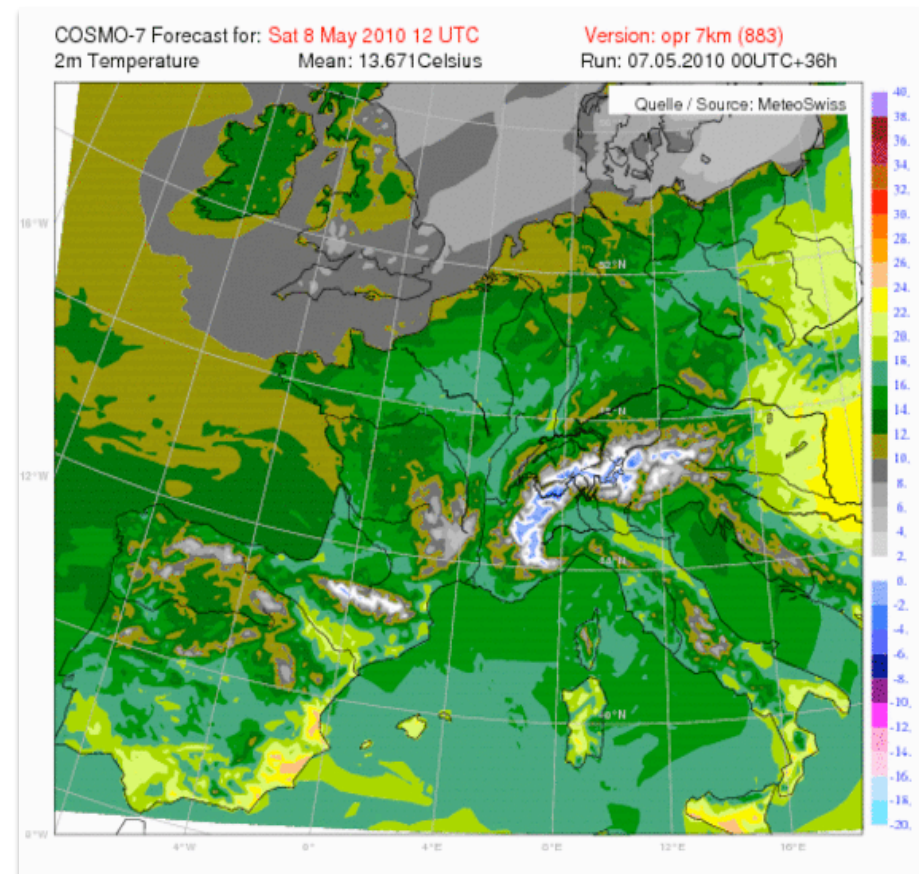 COSMO-7 Forecast for: Sat 8 May 2010 12 UTC Version: opr 7km (883)
2m Temperature Mean: 13.671Celsius Run: 07.05.2010 00UTC+36h
Quelle / Source: MeteoSwiss
40.
38.
36.
34.
32.
30.
28.
26.
24.
22.
20.
18.
16.
14.
12.
10.
8.
6.
4.
2.
0.
-2.
-4.
-6.
-8.
-10.
-12.
-14.
-16.
-18.
-20.
16°W
12°W
8°W
4°W
0°
4°E
8°E
12°E
16°E